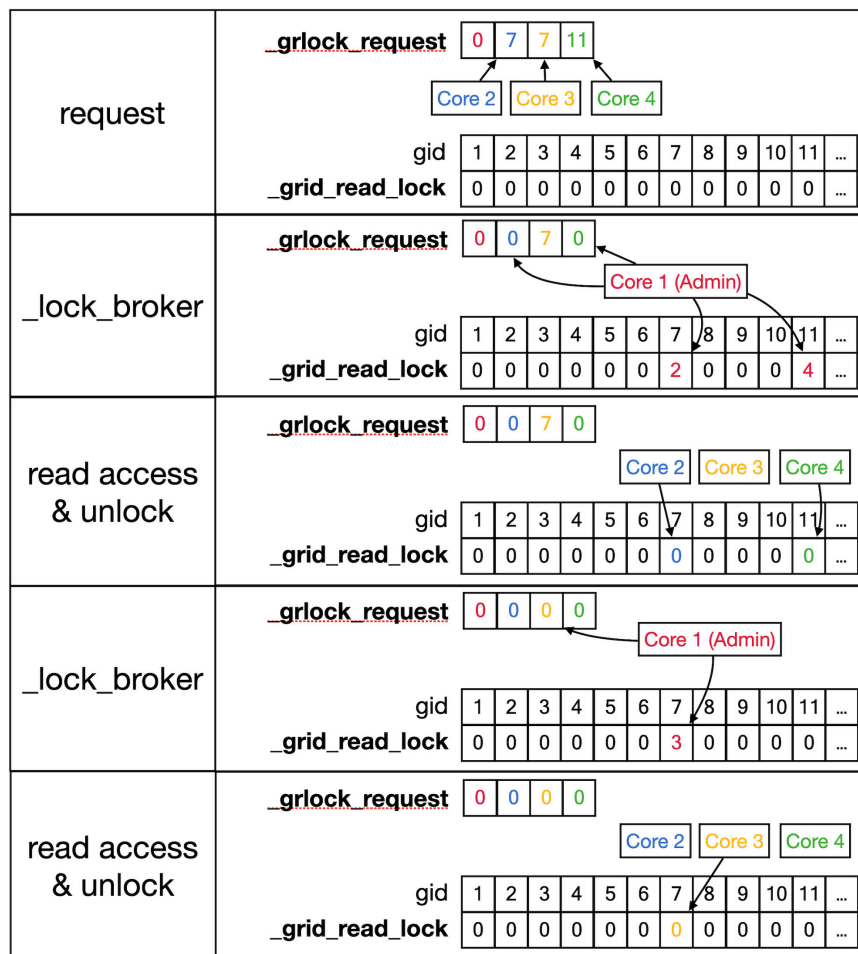 request
_grlock_request 0 7 7 11
Core 2 Core 3 Core 4
gid 1 2 3 4 5 6 7 8 9 10 11 ...
_grid_read_lock 0 0 0 0 0 0 0 0 0 0 0 ...
_lock_broker
_grlock_request 0 0 7 0
Core 1 (Admin)
gid 1 2 3 4 5 6 7 8 9 10 11 ...
_grid_read_lock 0 0 0 0 0 0 2 0 0 0 4 ...
read access
& unlock
_grlock_request 0 0 7 0
Core 2 Core 3 Core 4
gid 1 2 3 4 5 6 7 8 9 10 11 ...
_grid_read_lock 0 0 0 0 0 0 0 0 0 0 0 ...
_lock_broker
_grlock_request 0 0 0 0
Core 1 (Admin)
gid 1 2 3 4 5 6 7 8 9 10 11 ...
_grid_read_lock 0 0 0 0 0 0 3 0 0 0 0 ...
read access
& unlock
_grlock_request 0 0 0 0
Core 2 Core 3 Core 4
gid 1 2 3 4 5 6 7 8 9 10 11 ...
_grid_read_lock 0 0 0 0 0 0 0 0 0 0 0 ...